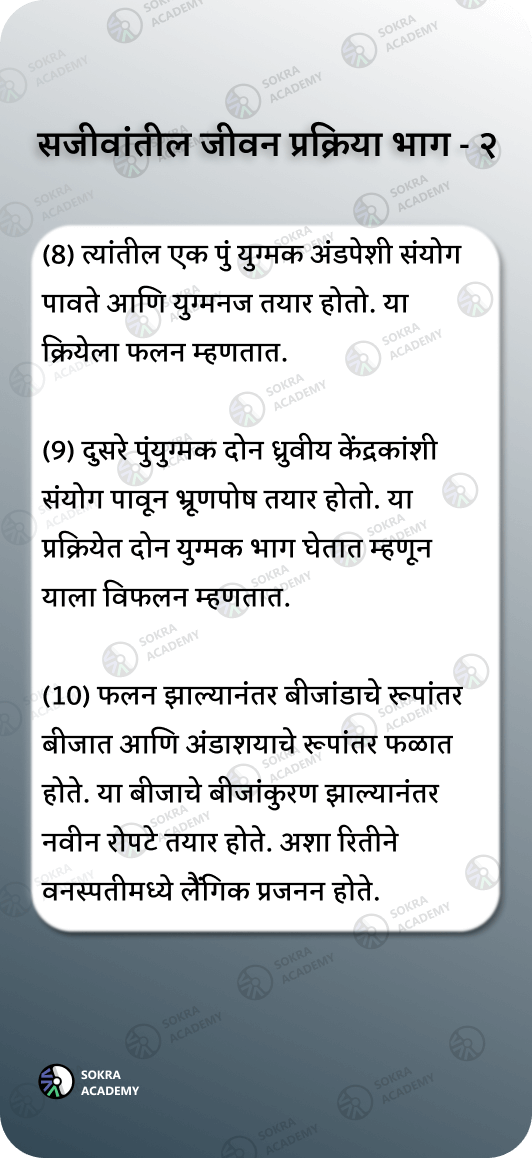 सजीवांतील जीवन प्रक्रिया भाग - २
(8) त्यांतील एक पुं युग्मक अंडपेशी संयोग
पावते आणि युग्मनज तयार होतो. या
क्रियेला फलन म्हणतात.
(9) दुसरे पुंयुग्मक दोन ध्रुवीय केंद्रकांशी
संयोग पावून भ्रूणपोष तयार होतो. या
प्रक्रियेत दोन युग्मक भाग घेतात म्हणून
याला विफलन म्हणतात.
(10) फलन झाल्यानंतर बीजांडाचे रूपांतर
बीजात आणि अंडाशयाचे रूपांतर फळात
होते. या बीजाचे बीजांकुरण झाल्यानंतर
नवीन रोपटे तयार होते. अशा रितीने
वनस्पतीमध्ये लैंगिक प्रजनन होते.
SOKRA
ACADEMY